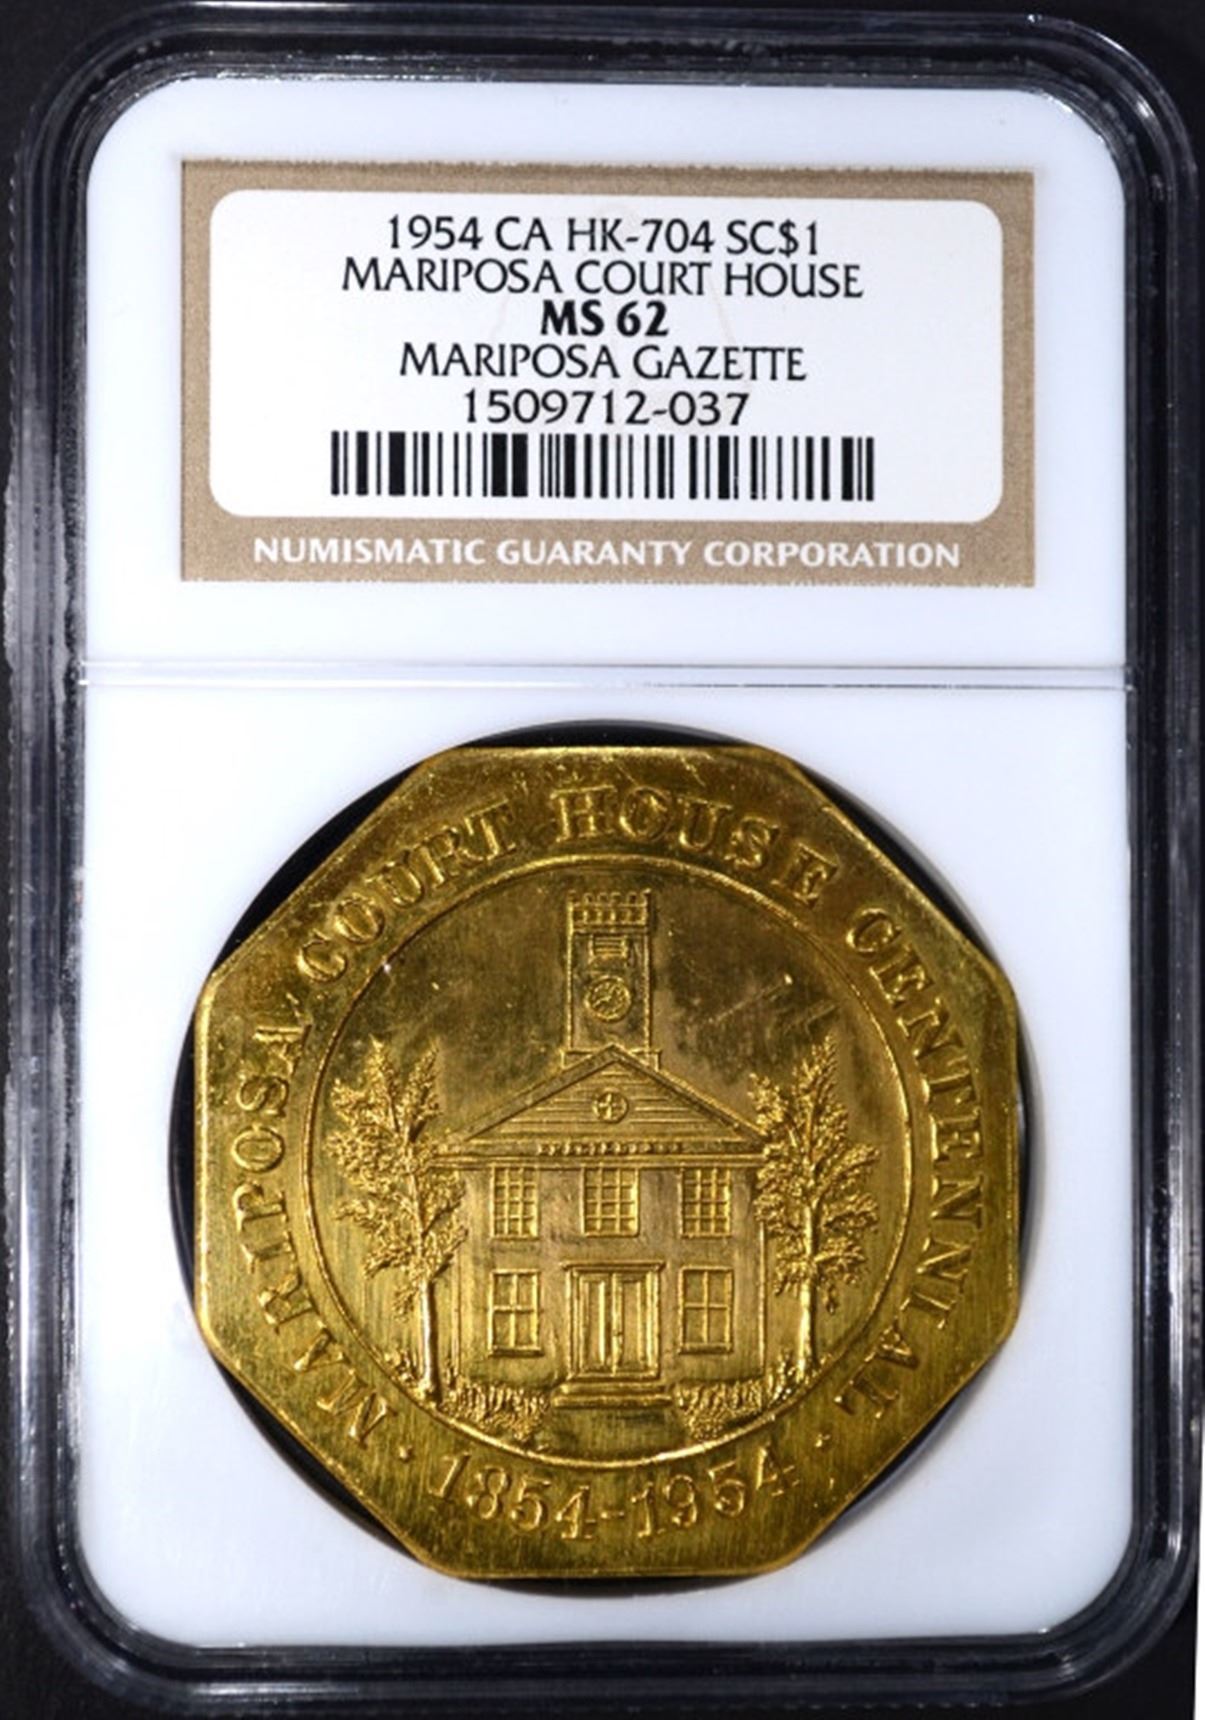 1954 CA HK-704 SC$1
MARIPOSA COURT HOUSE
MS 62
MARIPOSA GAZETTE
1509712-037
NUMISMATIC GUARANTY CORPORATION
MARIPOSA COURT HOUSE CENTENNIAL
· 1854-1954 ·